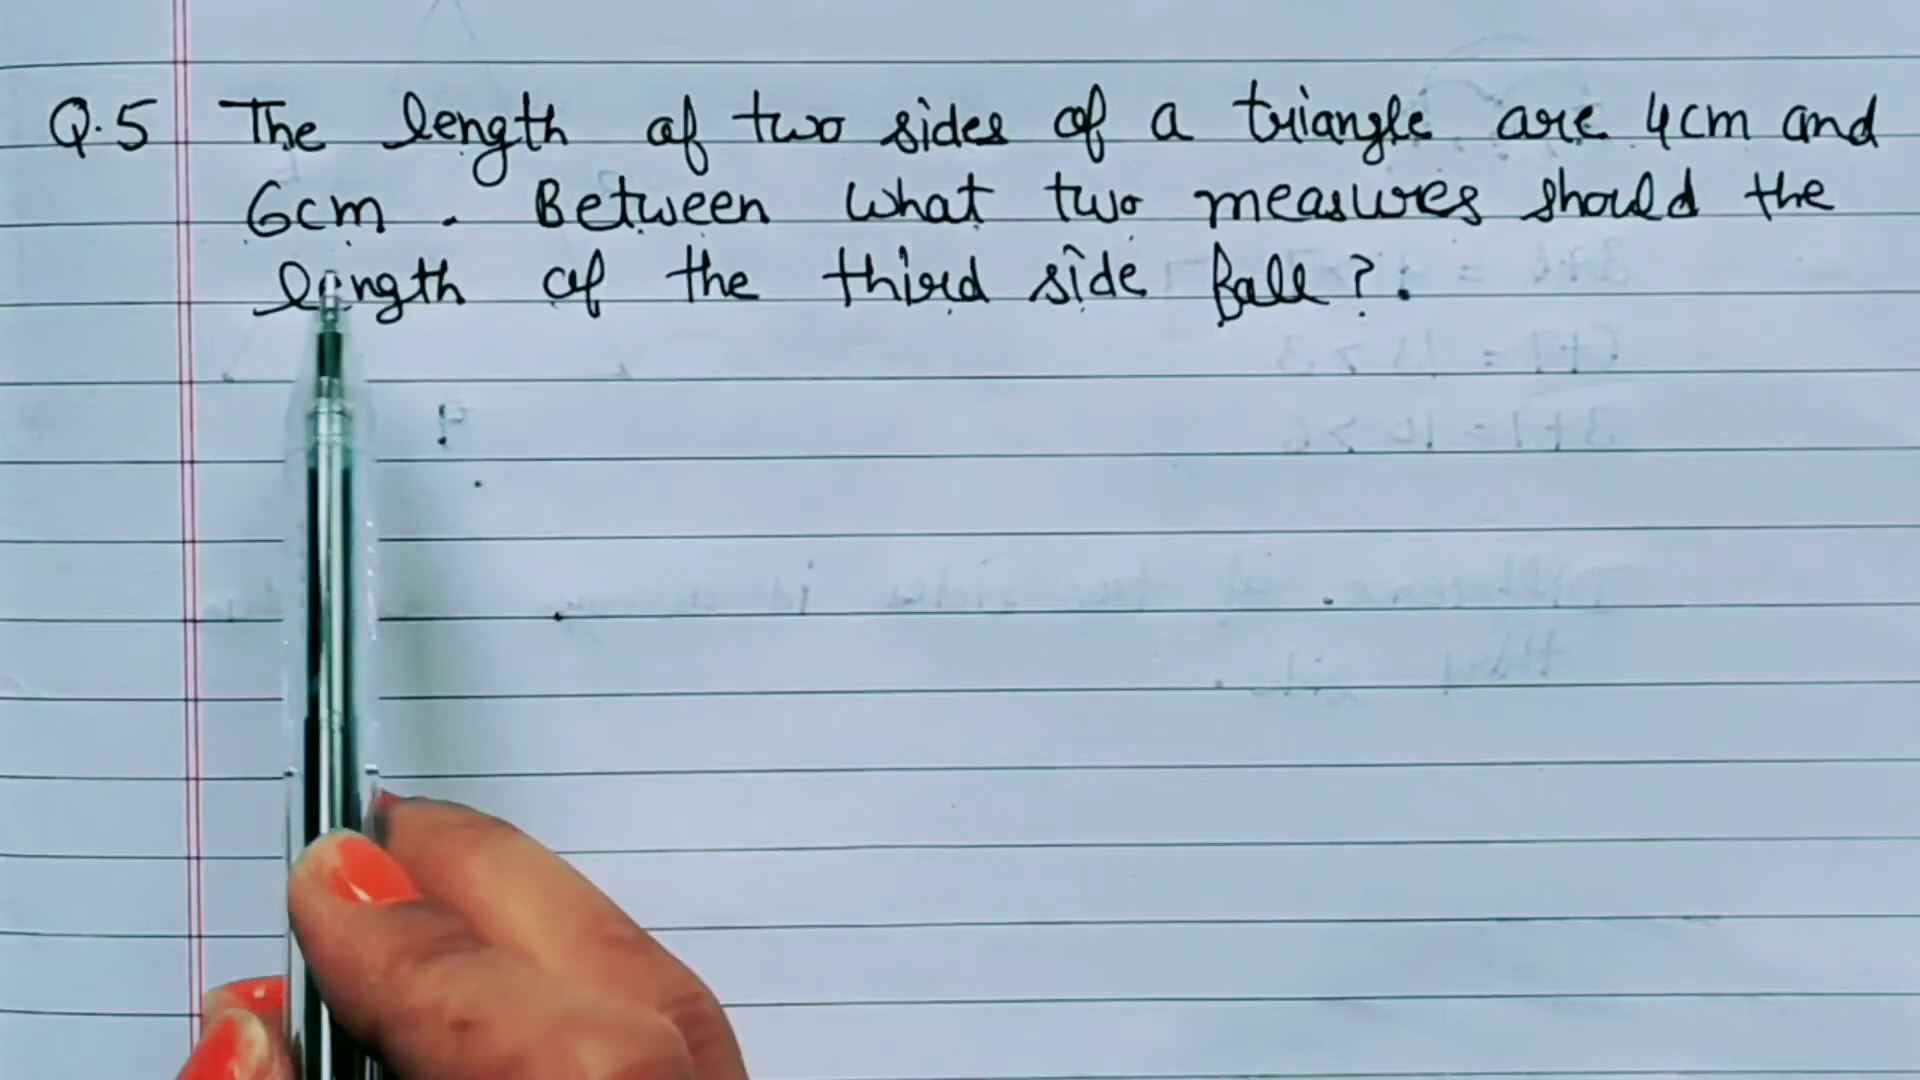 Q.5 The length of two sides of a triangle are 4cm and
6cm. Between what two measures should the
length of the third side fall?.